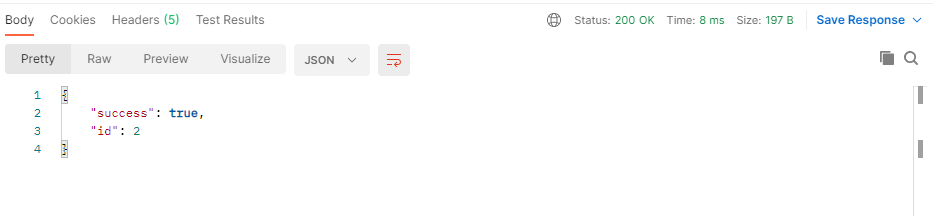 Body Cookies Headers (5) Test Results Status: 200 OK Time: 8 ms Size: 197 B Save Response
Pretty Raw Preview Visualize JSON
1 {
2 "success": true,
3 "id": 2
4 }